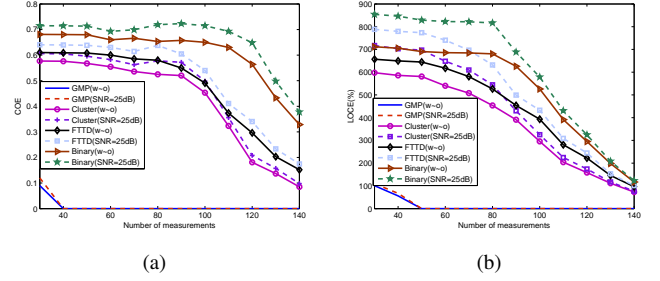 0.8
0.7
0.6
0.5
0.4
0.3
0.2
0.1
0
COE
GMP(w~o)
GMP(SNR=25dB)
Cluster(w~o)
Cluster(SNR=25dB)
FTTD(w~o)
FTTD(SNR=25dB)
Binary(w~o)
Binary(SNR=25dB)
40 60 80 100 120 140
Number of measurements
(a)
900
800
700
600
500
400
300
200
100
0
LOCE(%)
GMP(w~o)
GMP(SNR=25dB)
Cluster(w~o)
Cluster(SNR=25dB)
FTTD(w~o)
FTTD(SNR=25dB)
Binary(w~o)
Binary(SNR=25dB)
40 60 80 100 120 140
Number of measurements
(b)